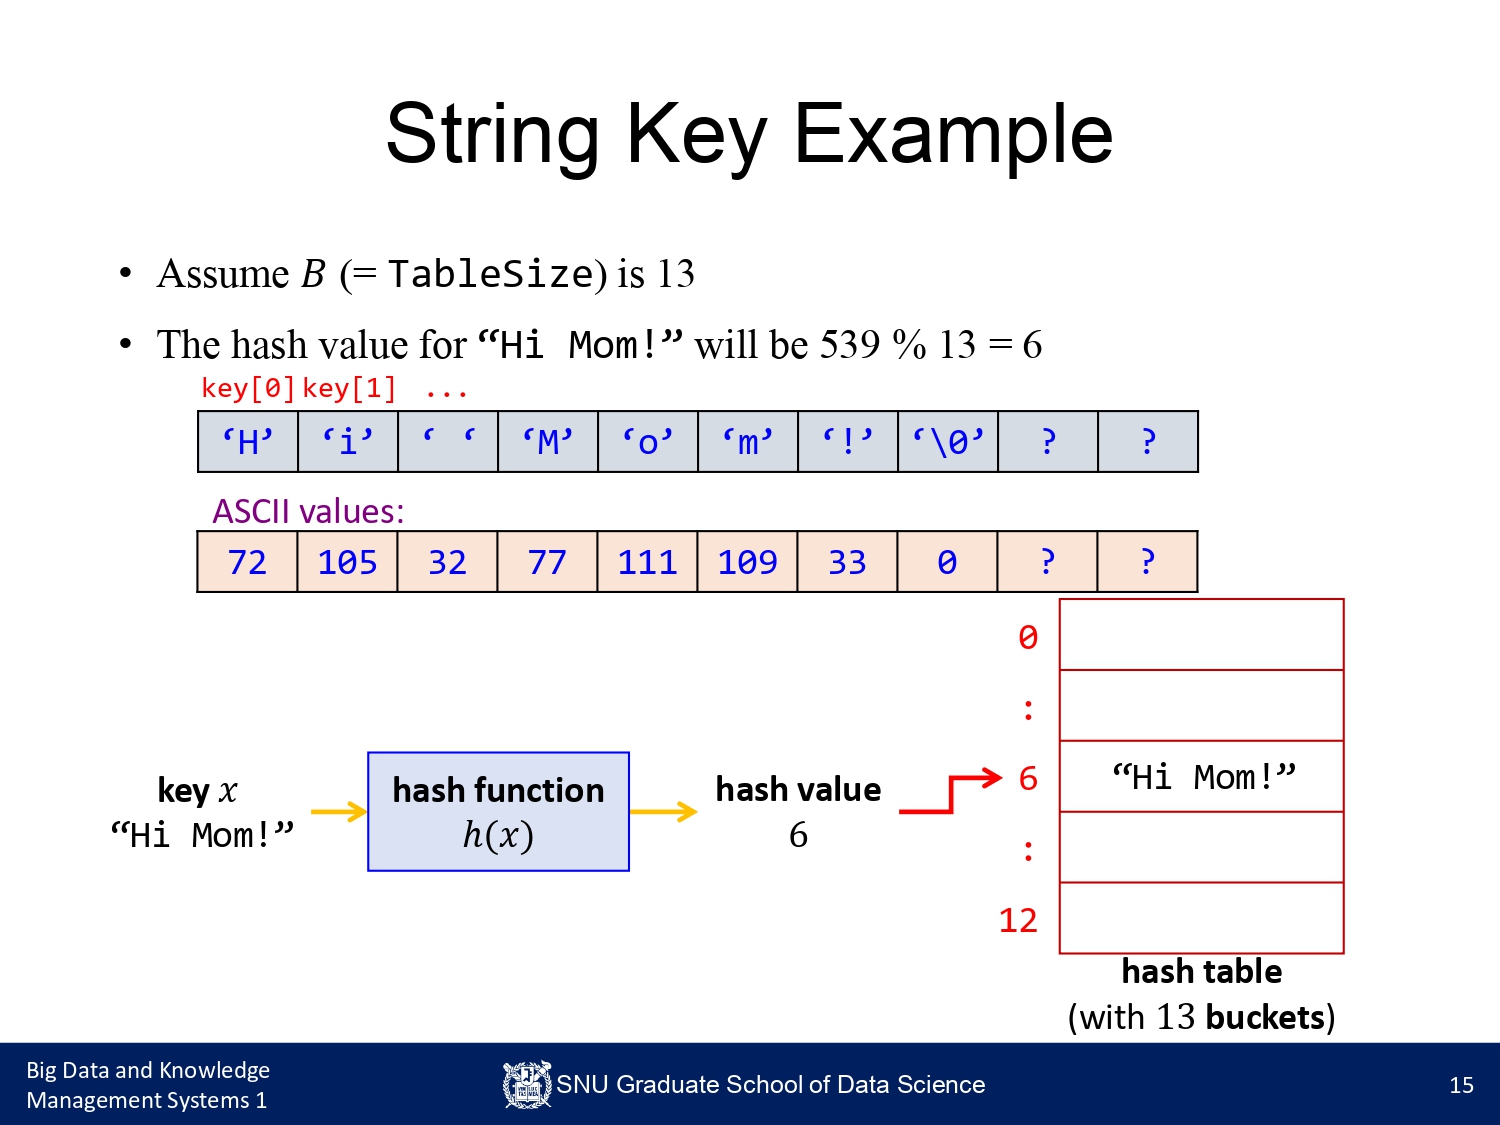 String Key Example
• Assume B (= TableSize) is 13
• The hash value for “Hi Mom!” will be 539 % 13 = 6
key[0] key[1] ...
‘H’ ‘i’ ‘ ‘ ‘M’ ‘o’ ‘m’ ‘!’ ‘\0’ ? ?
ASCII values:
72 105 32 77 111 109 33 0 ? ?
key x
“Hi Mom!”
hash function
h(x)
hash value
6
0
:
6 “Hi Mom!”
:
12
hash table
(with 13 buckets)
Big Data and Knowledge
Management Systems 1
SNU Graduate School of Data Science
15